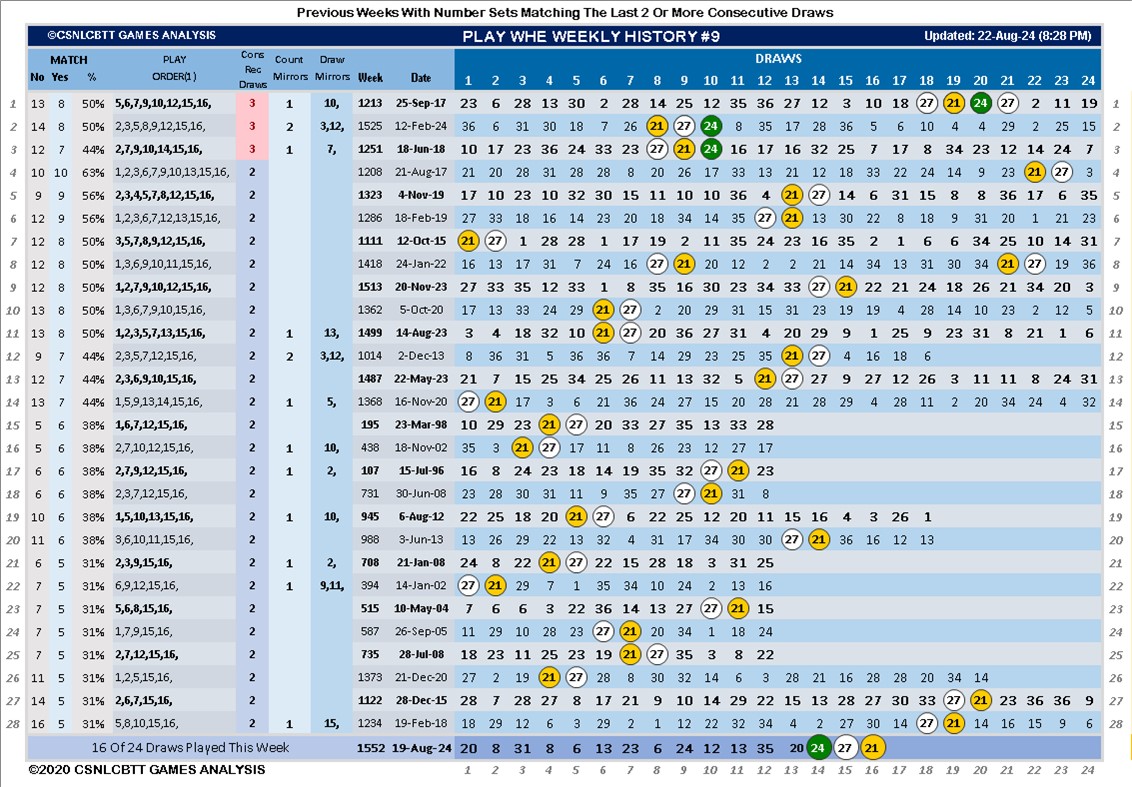 Previous Weeks With Number Sets Matching The Last 2 Or More Consecutive Draws
©CSNLCBTT GAMES ANALYSIS PLAY WHE WEEKLY HISTORY #9 Updated: 22-Aug-24 (8:28 PM)
MATCH PLAY Cons Count Draw DRAWS
No Yes % ORDER(1) Rec Draws Mirrors Mirrors Week Date 1 2 3 4 5 6 7 8 9 10 11 12 13 14 15 16 17 18 19 20 21 22 23 24
1 13 8 50% 5,6,7,9,10,12,15,16, 3 1 10, 1213 25-Sep-17 23 6 28 13 30 2 28 14 25 12 35 36 27 12 3 10 18 27 21 24 27 2 11 19 1
2 14 8 50% 2,3,5,8,9,12,15,16, 3 2 3,12, 1525 12-Feb-24 36 6 31 30 18 7 26 21 27 24 8 35 17 28 36 5 6 10 4 4 29 2 25 15 2
3 12 7 44% 2,7,9,10,14,15,16, 3 1 7, 1251 18-Jun-18 10 17 23 36 24 33 23 27 21 24 16 17 16 32 35 7 17 8 34 23 12 14 24 7 3
4 10 10 63% 1,2,3,6,7,9,10,13,15,16, 2 1208 21-Aug-17 21 20 28 31 28 28 8 20 26 17 33 13 21 12 18 33 22 24 14 9 23 21 27 3 4
5 9 9 56% 2,3,4,5,7,8,12,15,16, 2 1323 4-Nov-19 17 10 23 10 32 30 15 11 10 10 36 4 21 27 14 6 31 15 8 8 36 17 6 35 5
6 12 9 56% 1,2,3,6,7,12,13,15,16, 2 1286 18-Feb-19 27 33 18 16 14 23 20 18 34 14 35 27 21 13 30 22 8 18 9 31 20 1 21 23 6
7 12 8 50% 3,5,7,8,9,12,15,16, 2 1111 12-Oct-15 21 27 1 28 28 1 17 19 2 11 35 24 23 16 35 2 1 6 6 34 25 10 14 31 7
8 12 8 50% 1,3,6,9,10,11,15,16, 2 1418 24-Jan-22 16 13 17 31 7 24 16 27 21 20 12 2 2 21 14 34 13 31 30 34 21 27 19 36 8
9 12 8 50% 1,2,7,9,10,12,15,16, 2 1513 20-Nov-23 27 33 35 12 33 1 8 35 16 30 23 34 33 27 21 22 21 24 18 26 21 34 20 3 9
10 13 8 50% 1,3,6,7,9,10,15,16, 2 1362 5-Oct-20 17 13 33 24 29 21 27 2 20 29 31 15 31 23 19 19 4 28 14 10 23 2 12 5 10
11 13 8 50% 1,2,3,5,7,13,15,16, 2 1 13, 1499 14-Aug-23 3 4 18 32 10 21 27 20 36 27 31 4 20 29 9 1 25 9 23 31 8 21 1 6 11
12 9 7 44% 2,3,5,7,12,15,16, 2 2 3,12, 1014 2-Dec-13 8 36 31 5 36 36 7 14 29 23 25 35 21 27 4 16 18 6 12
13 12 7 44% 2,3,6,9,10,15,16, 2 1487 22-May-23 21 7 15 25 34 25 26 11 13 32 5 21 27 27 9 27 12 26 3 11 11 8 24 31 13
14 13 7 44% 1,5,9,13,14,15,16, 2 1 5, 1368 16-Nov-20 27 21 17 3 6 21 36 24 27 15 20 28 21 28 29 4 28 11 2 20 34 24 4 32 14
15 5 6 38% 1,6,7,12,15,16, 2 195 23-Mar-98 10 29 23 21 27 20 33 27 35 13 33 28 15
16 5 6 38% 2,7,10,12,15,16, 2 1 10, 438 18-Nov-02 35 3 21 27 17 11 8 26 23 12 27 17 16
17 6 6 38% 2,7,9,12,15,16, 2 1 2, 107 15-Jul-96 16 8 24 23 18 14 19 35 32 27 21 23 17
18 6 6 38% 2,3,7,12,15,16, 2 731 30-Jun-08 23 28 30 31 11 9 35 27 27 21 31 8 18
19 10 6 38% 1,5,10,13,15,16, 2 1 10, 945 6-Aug-12 22 25 18 20 21 27 6 22 25 12 20 11 15 16 4 3 26 1 19
20 11 6 38% 3,6,10,11,15,16, 2 988 3-Jun-13 13 26 29 22 13 32 4 31 17 34 30 30 27 21 36 16 12 13 20
21 6 5 31% 2,3,9,15,16, 2 1 2, 708 21-Jan-08 24 8 22 21 27 22 15 28 18 3 31 25 21
22 7 5 31% 6,9,12,15,16, 2 1 9,11, 394 14-Jan-02 27 21 29 7 1 35 34 10 24 2 13 16 22
23 7 5 31% 5,6,8,15,16, 2 515 10-May-04 7 6 6 3 22 36 14 13 27 27 21 15 23
24 7 5 31% 1,7,9,15,16, 2 587 26-Sep-05 11 29 10 28 23 27 21 20 34 1 18 24 24
25 7 5 31% 2,7,12,15,16, 2 735 28-Jul-08 18 23 11 25 23 19 21 27 35 3 8 22 25
26 11 5 31% 1,2,5,15,16, 2 1373 21-Dec-20 27 2 19 21 27 28 8 30 32 14 6 3 28 21 16 28 28 20 34 14 26
27 14 5 31% 2,6,7,15,16, 2 1122 28-Dec-15 28 7 28 27 8 17 21 9 10 14 29 22 15 28 16 28 27 30 33 27 21 23 36 36 9 27
28 16 5 31% 5,8,10,15,16, 2 1 15, 1234 19-Feb-18 18 29 12 6 3 29 2 1 12 22 32 34 4 2 27 30 14 27 21 14 16 15 9 6 28
16 Of 24 Draws Played This Week 1552 19-Aug-24 20 8 31 8 6 13 23 6 24 12 13 35 20 24 27 21
©2020 CSNLCBTT GAMES ANALYSIS 1 2 3 4 5 6 7 8 9 10 11 12 13 14 15 16 17 18 19 20 21 22 23 24